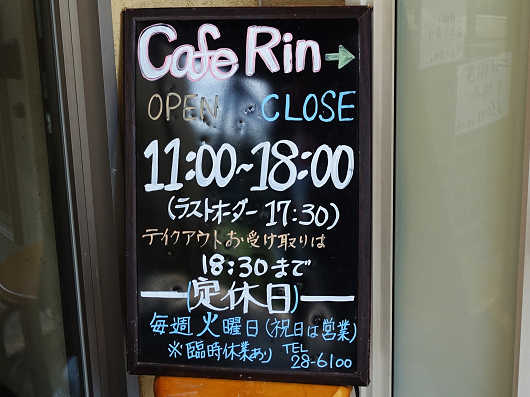 Cafe Rin →
OPEN CLOSE
11:00~18:00
(ラストオーダー 17:30)
テイクアウトお受け取りは
18:30まで
(定休日)
毎週火曜日(祝日は営業)
※臨時休業あり TEL
28-6100